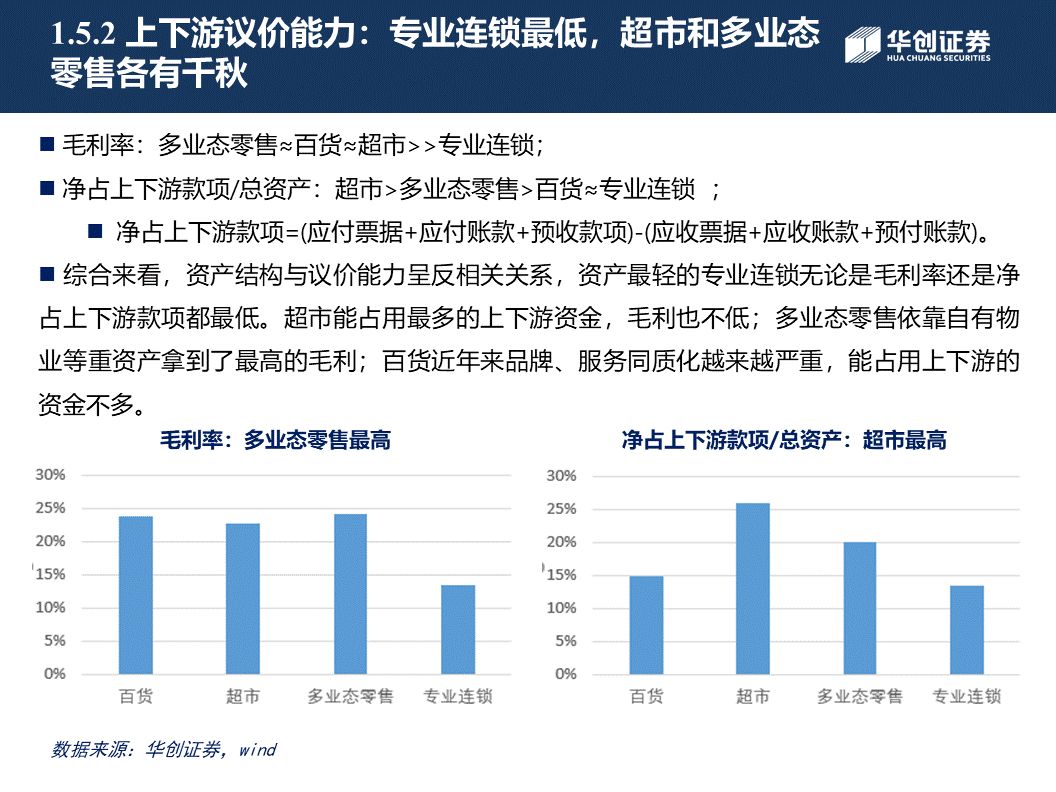 1.5.2 上下游议价能力：专业连锁最低，超市和多业态
零售各有千秋
华创证券
HUA CHUANG SECURITIES
■ 毛利率：多业态零售≈百货≈超市>>专业连锁；
■ 净占上下游款项/总资产：超市>多业态零售>百货≈专业连锁 ；
■ 净占上下游款项=(应付票据+应付账款+预收款项)-(应收票据+应收账款+预付账款)。
■ 综合来看，资产结构与议价能力呈反相关关系，资产最轻的专业连锁无论是毛利率还是净
占上下游款项都最低。超市能占用最多的上下游资金，毛利也不低；多业态零售依靠自有物
业等重资产拿到了最高的毛利；百货近年来品牌、服务同质化越来越严重，能占用上下游的
资金不多。
毛利率：多业态零售最高
30%
25%
20%
15%
10%
5%
0%
百货 超市 多业态零售 专业连锁
净占上下游款项/总资产：超市最高
30%
25%
20%
15%
10%
5%
0%
百货 超市 多业态零售 专业连锁
数据来源：华创证券，wind